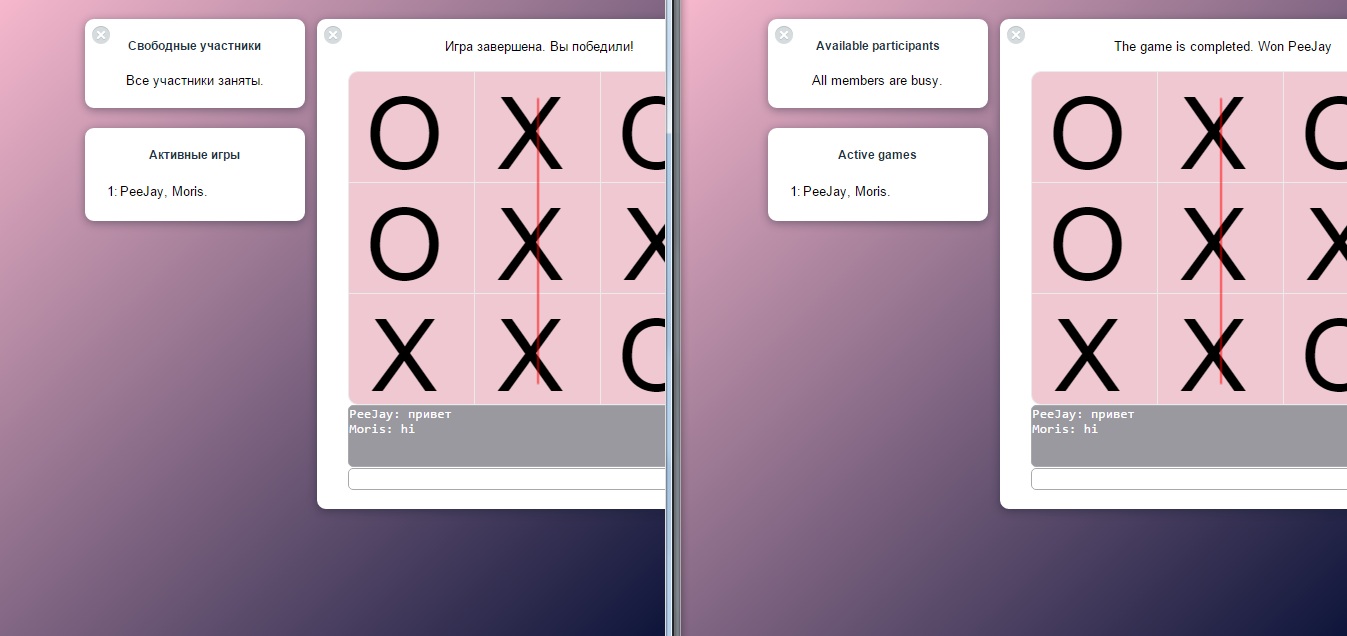 Свободные участники
Все участники заняты.
Активные игры
1: PeeJay, Moris.
Игра завершена. Вы победили!
O X O
O X X
X X O
PeeJay: привет
Moris: hi
Available participants
All members are busy.
Active games
1: PeeJay, Moris.
The game is completed. Won PeeJay
O X O
O X X
X X O
PeeJay: привет
Moris: hi